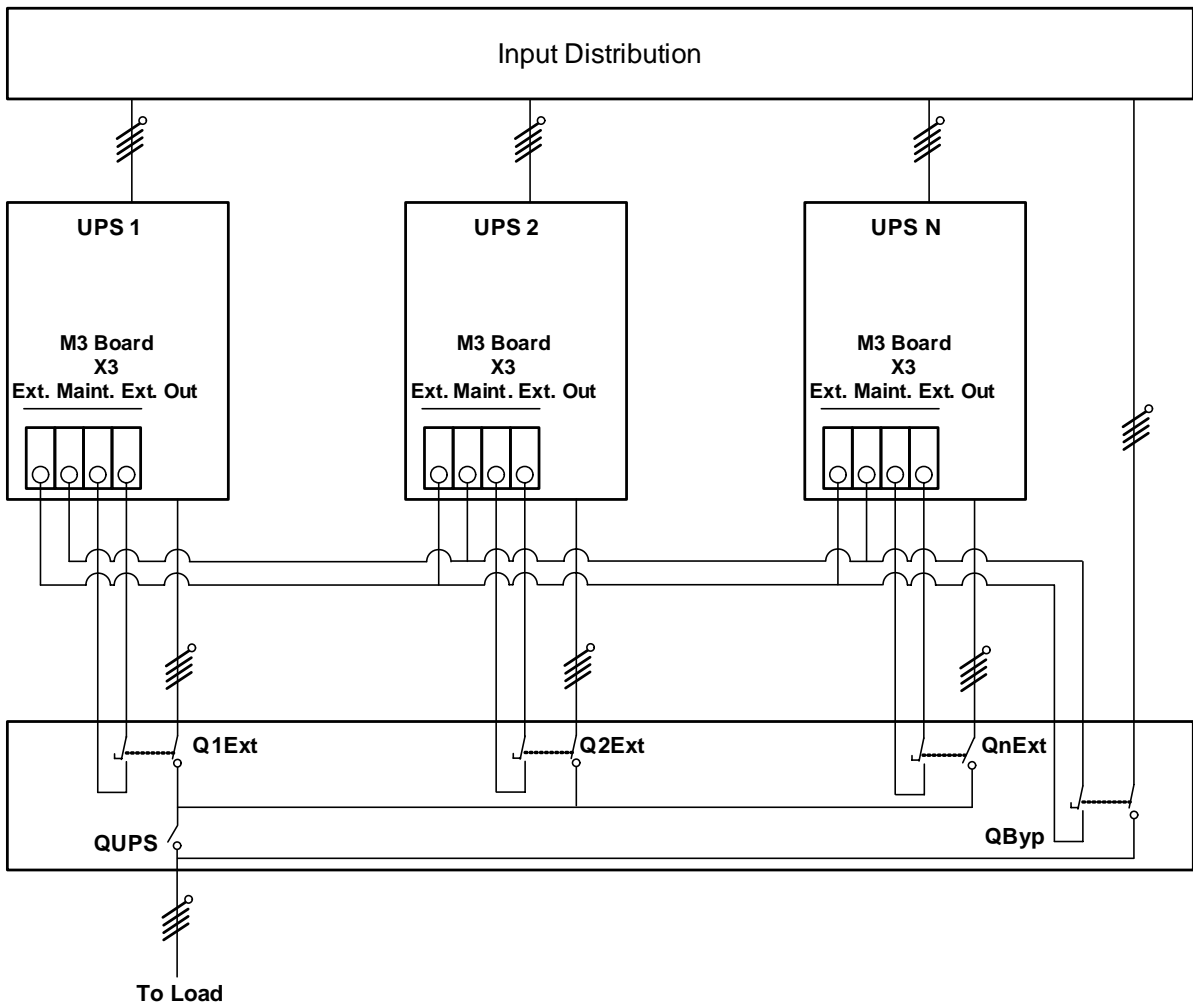 Input Distribution
UPS 1
UPS 2
UPS N
M3 Board
X3
Ext. Maint. Ext. Out
M3 Board
X3
Ext. Maint. Ext. Out
M3 Board
X3
Ext. Maint. Ext. Out
Q1Ext
Q2Ext
QnExt
QUPS
QByp
To Load